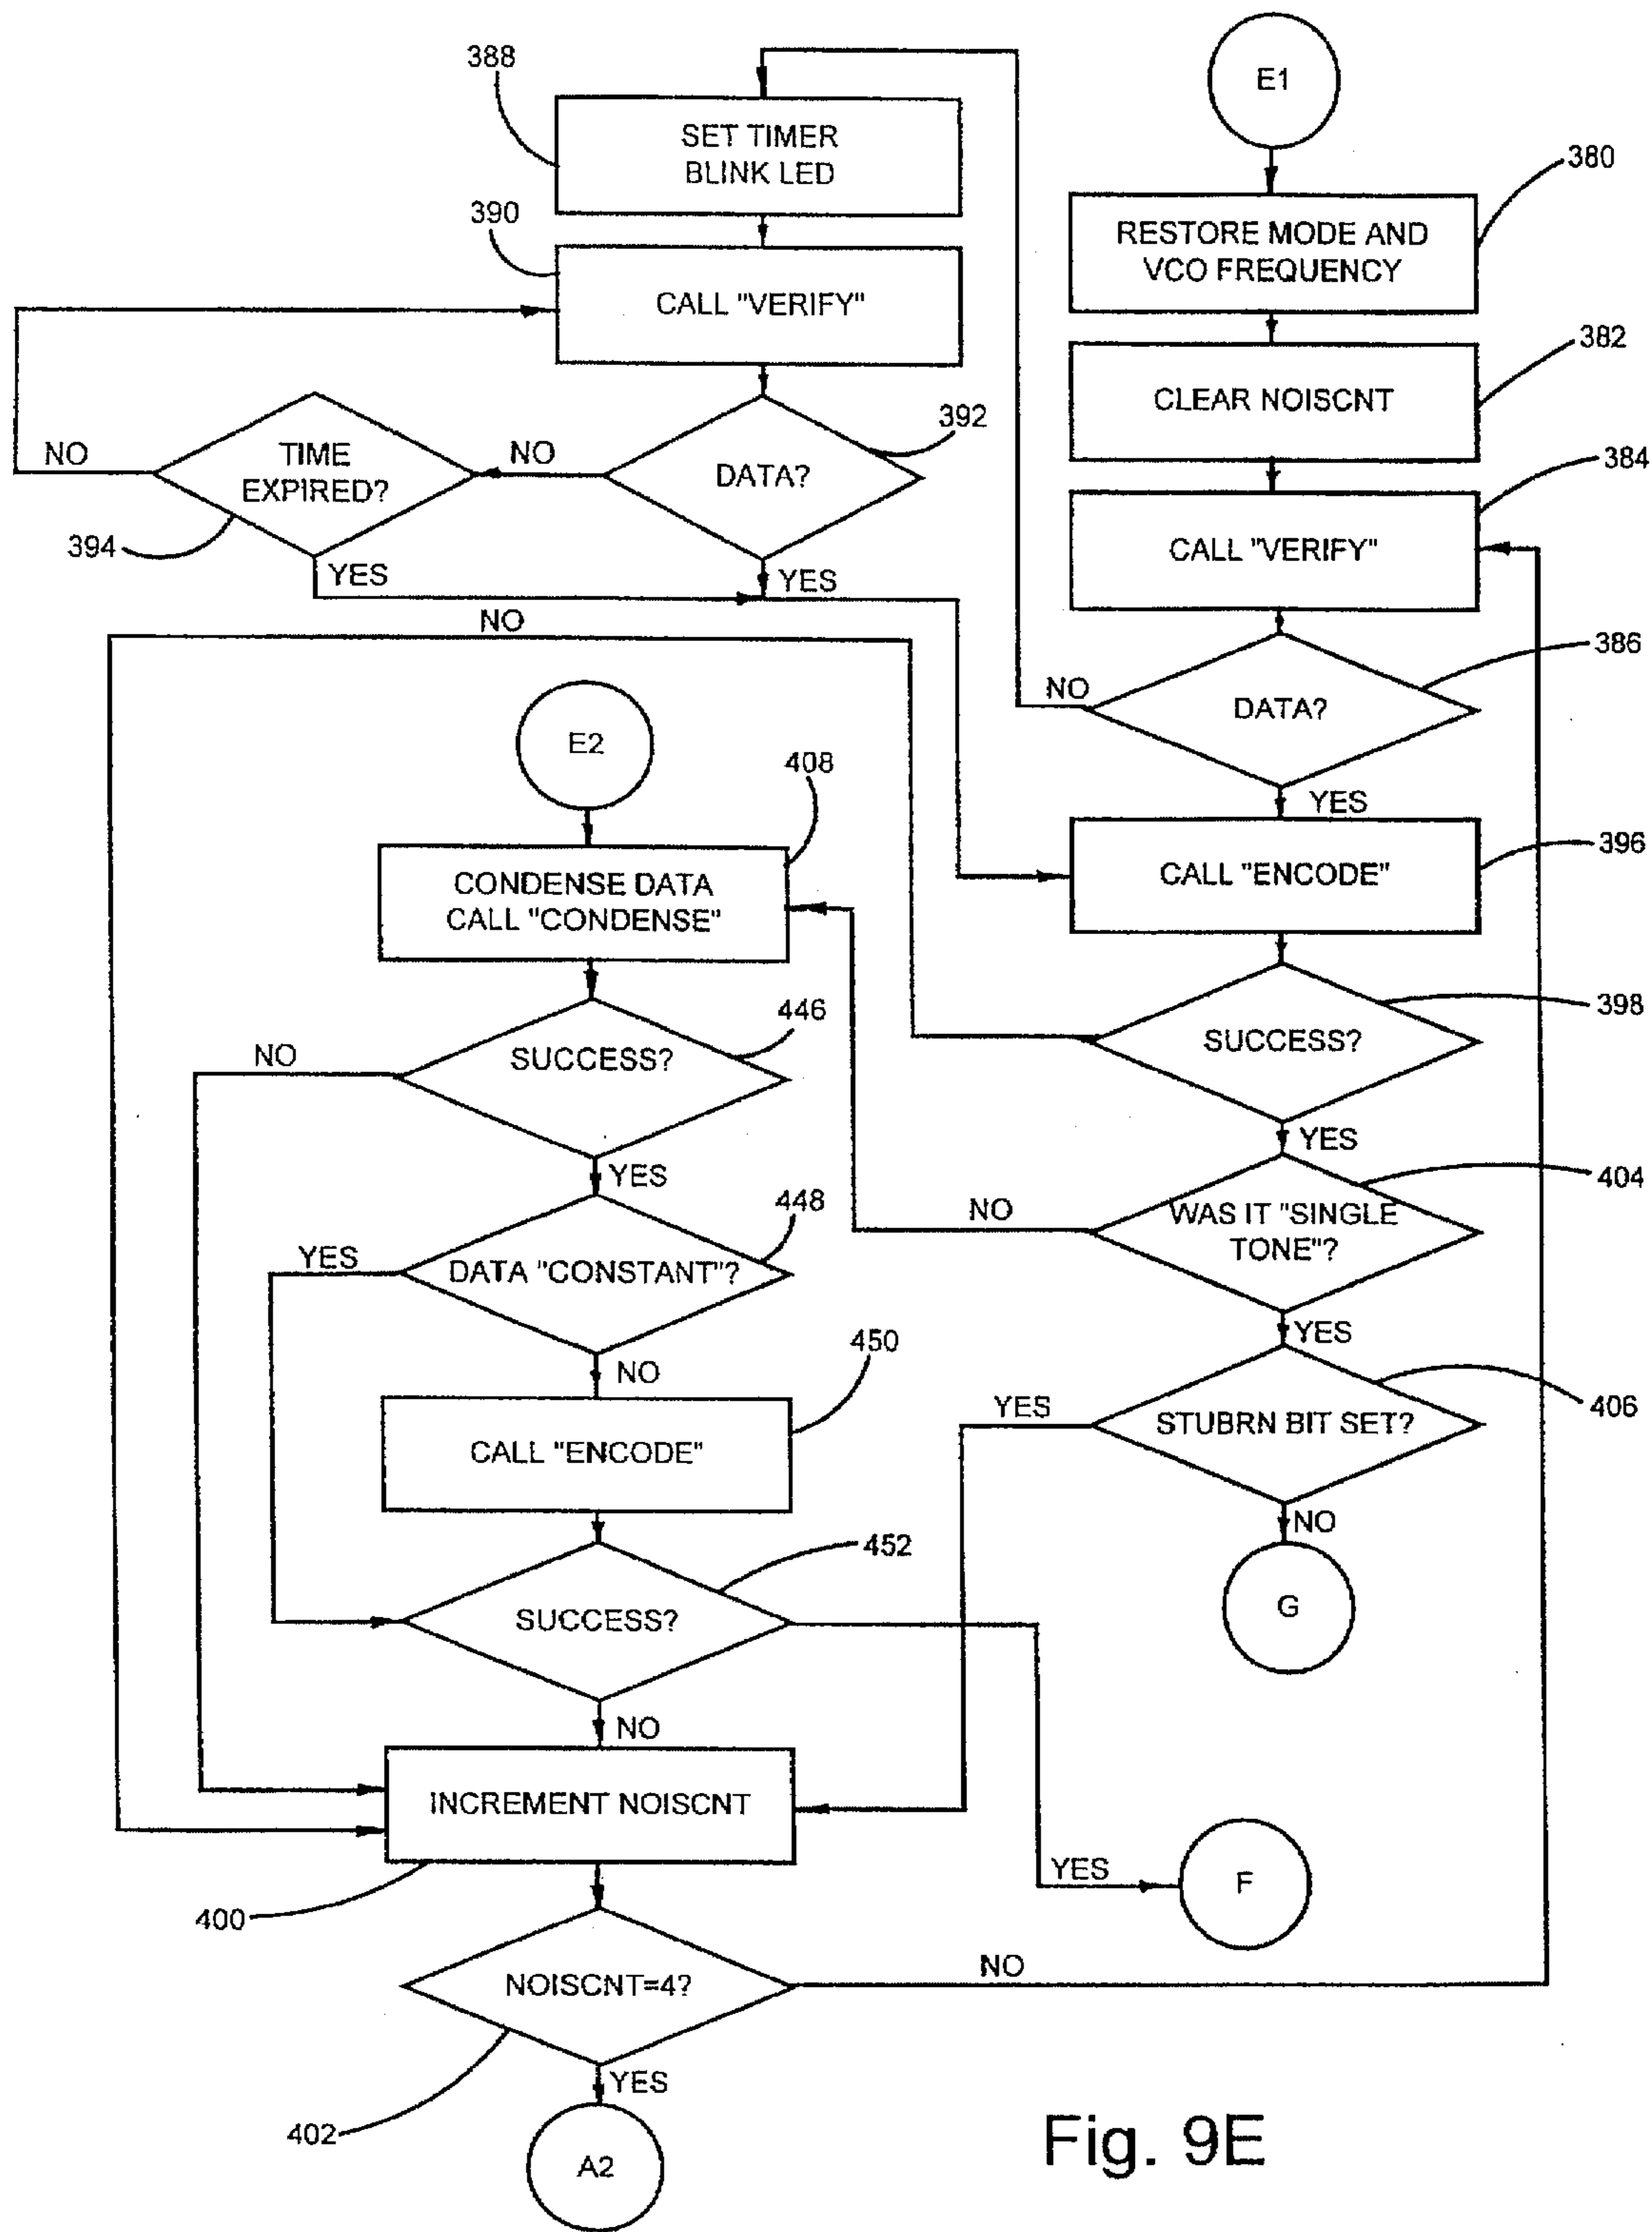 E1
380
RESTORE MODE AND
VCO FREQUENCY
382
CLEAR NOISCNT
384
CALL "VERIFY"
386
DATA?
NO
YES
388
SET TIMER
BLINK LED
390
CALL "VERIFY"
392
DATA?
NO
YES
394
TIME
EXPIRED?
NO
YES
396
CALL "ENCODE"
398
SUCCESS?
NO
YES
404
WAS IT "SINGLE
TONE"?
NO
YES
406
STUBRN BIT SET?
YES
NO
G
E2
408
CONDENSE DATA
CALL "CONDENSE"
446
SUCCESS?
NO
YES
448
DATA "CONSTANT"?
YES
NO
450
CALL "ENCODE"
452
SUCCESS?
NO
YES
F
INCREMENT NOISCNT
400
NOISCNT=4?
NO
402
YES
A2
Fig. 9E